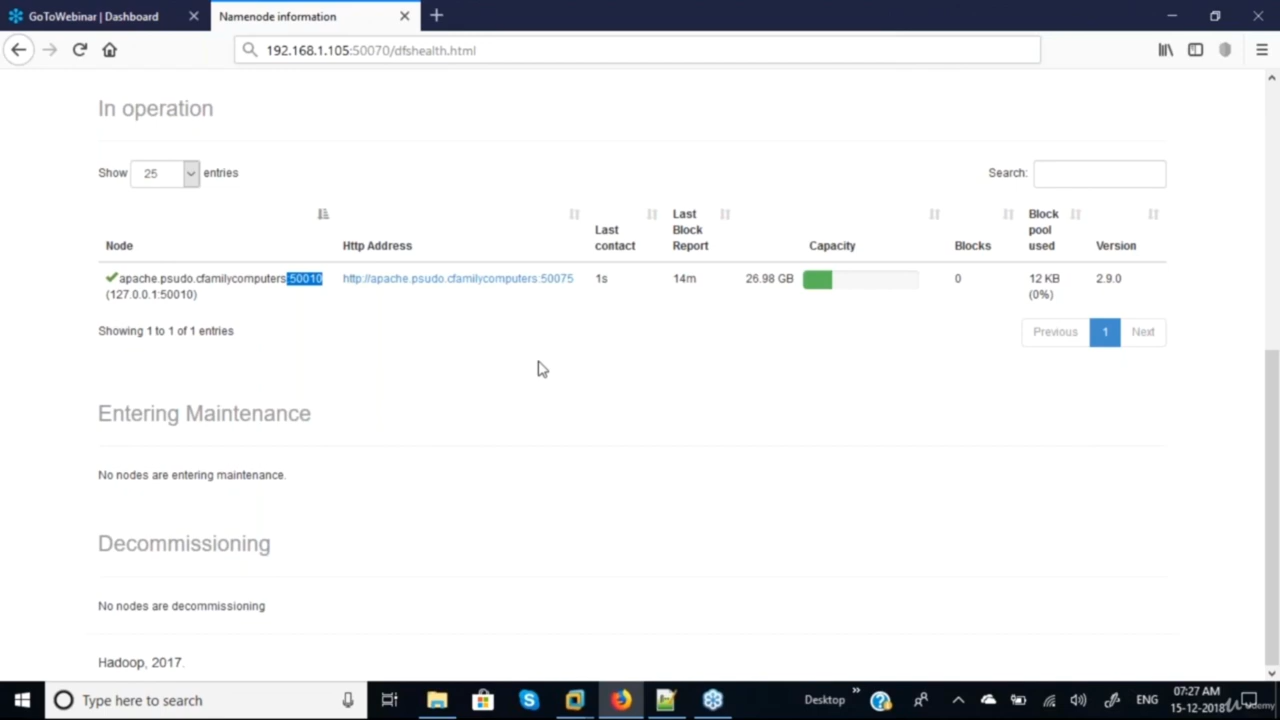 GoToWebinar | Dashboard
Namenode information
192.168.1.105:50070/dfshealth.html
In operation
Show 25 entries
Search:
Node
Http Address
Last contact
Last Block Report
Capacity
Blocks
Block pool used
Version
apache.psudo.cfamilycomputers:50010
(127.0.0.1:50010)
http://apache.psudo.cfamilycomputers:50075
1s
14m
26.98 GB
0
12 KB
(0%)
2.9.0
Showing 1 to 1 of 1 entries
Previous 1 Next
Entering Maintenance
No nodes are entering maintenance.
Decommissioning
No nodes are decommissioning
Hadoop, 2017.
Type here to search
Desktop
ENG
07:27 AM
15-12-2018
Udemy